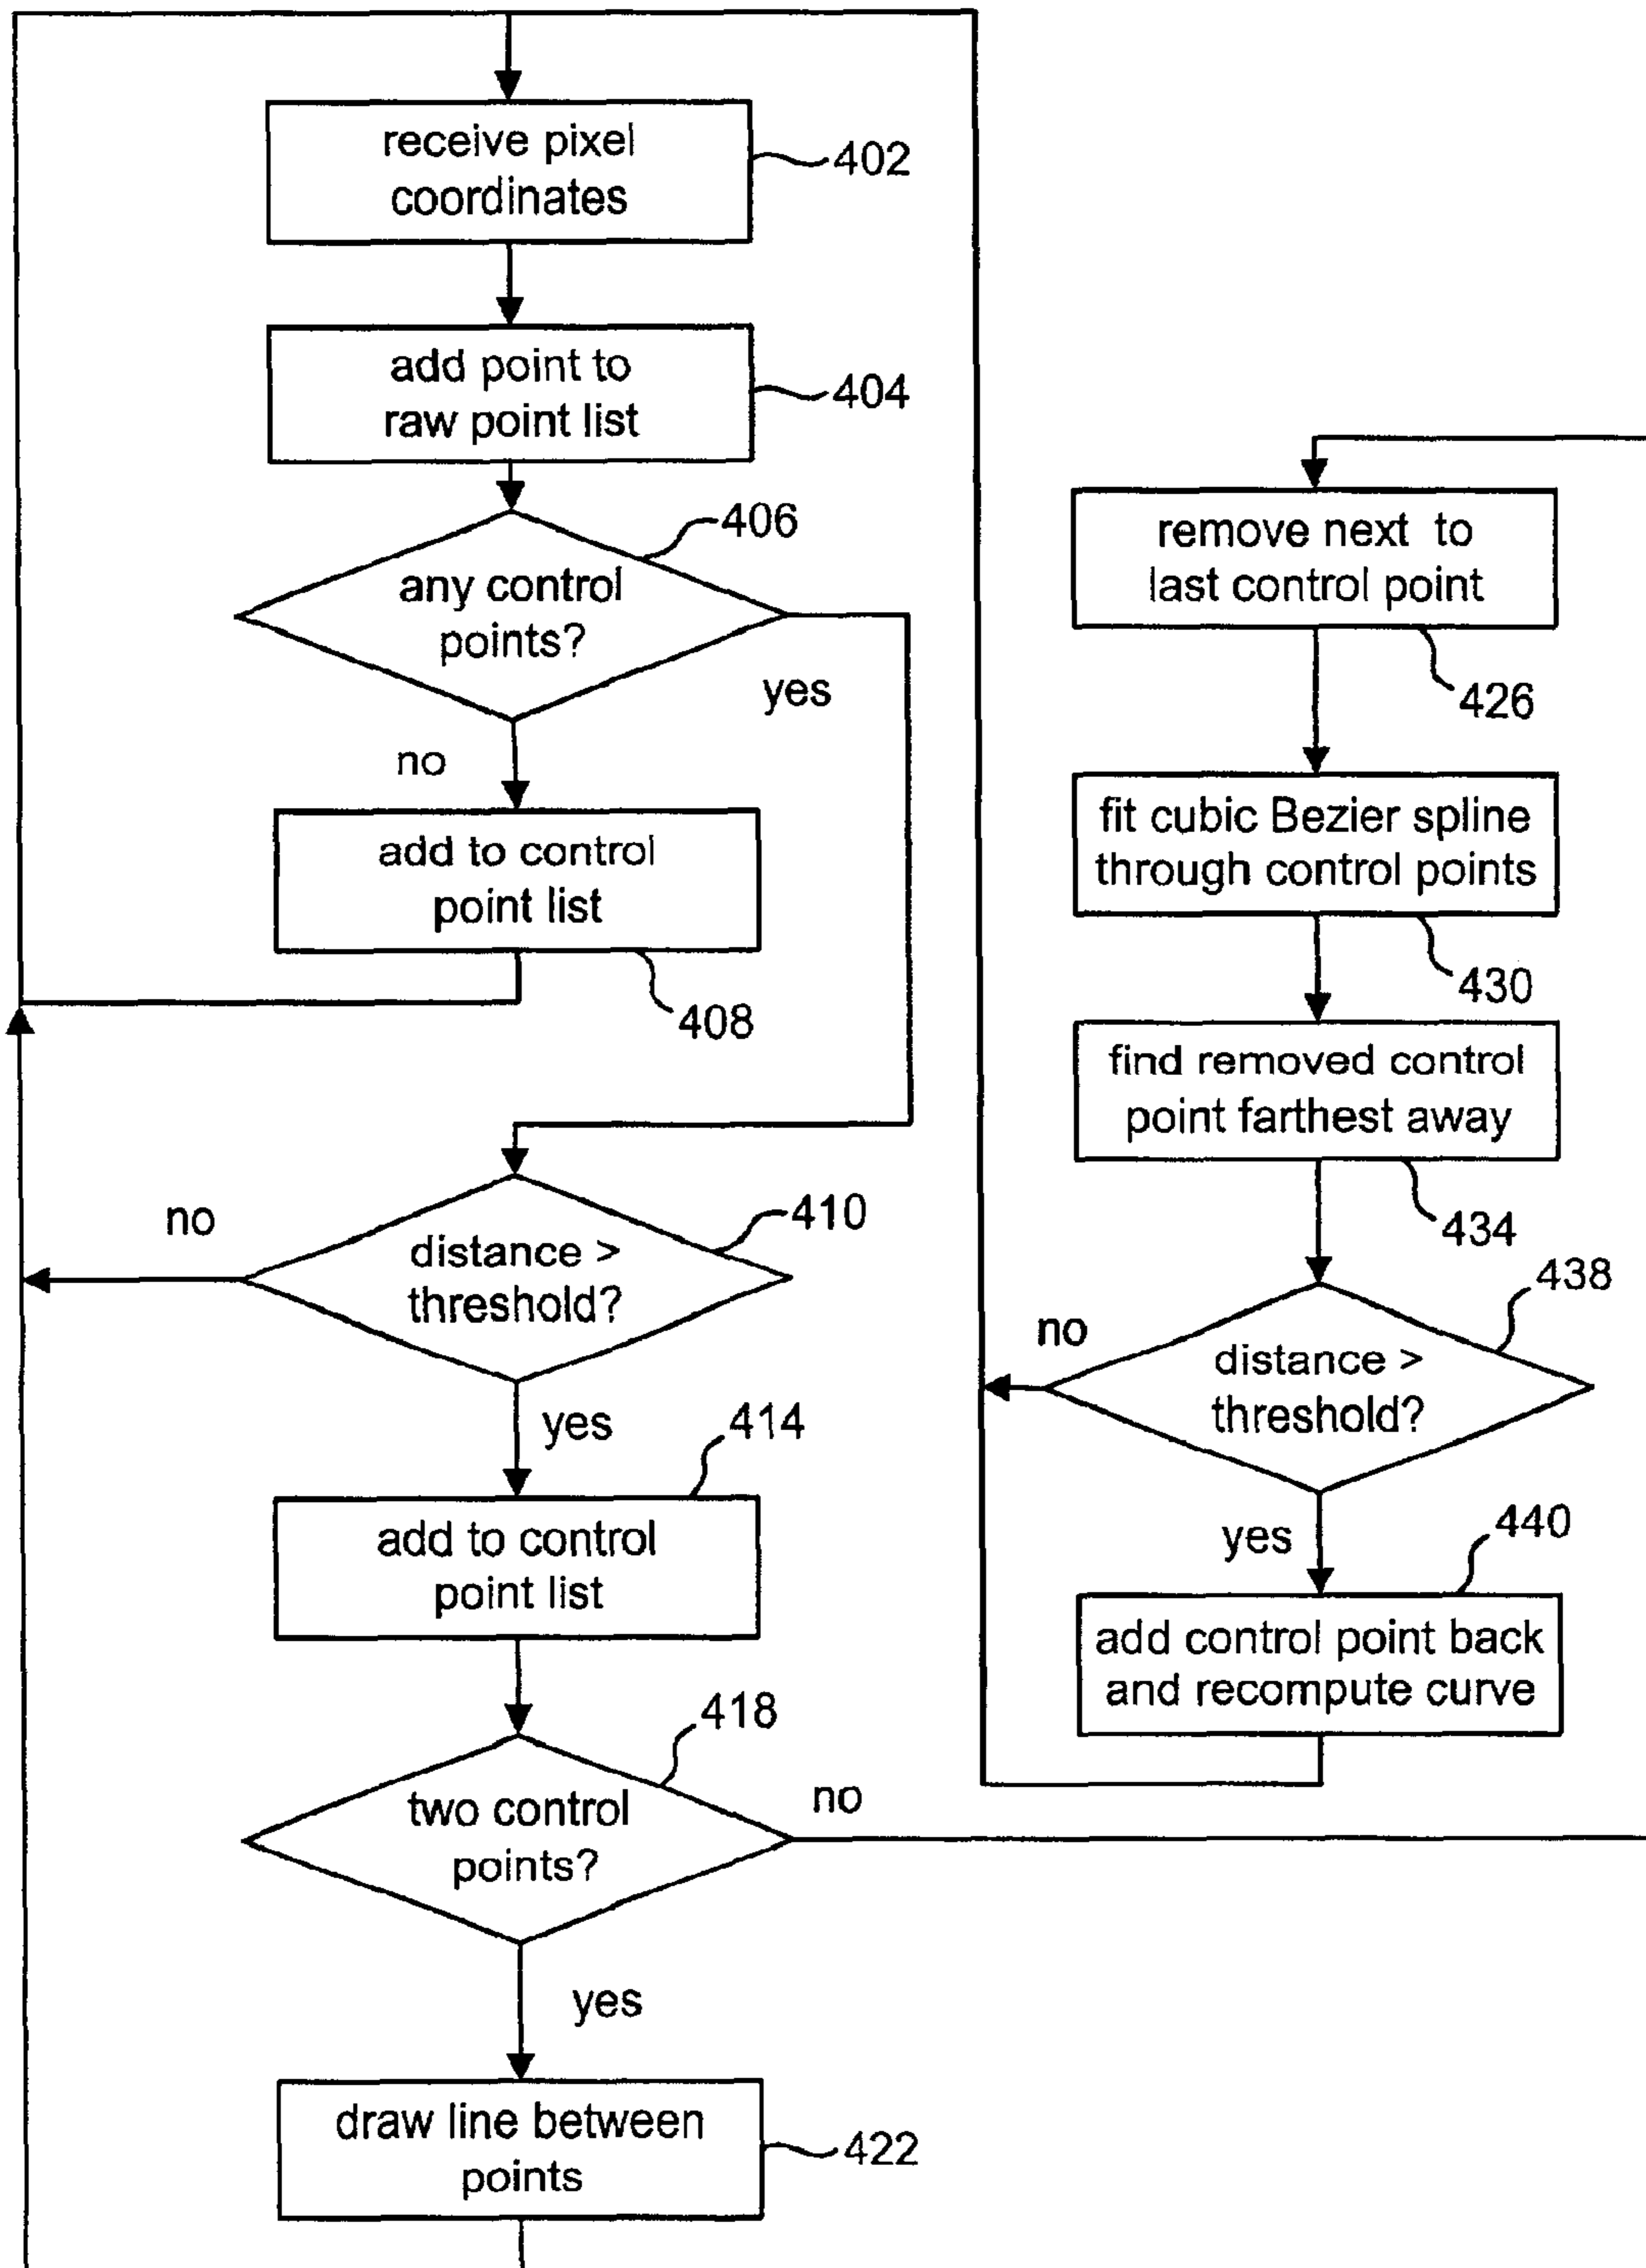 receive pixel
coordinates
402
add point to
raw point list
404
406
any control
points?
yes
no
add to control
point list
408
410
no
distance >
threshold?
yes
414
add to control
point list
418
two control
points?
no
yes
draw line between
points
422
remove next to
last control point
426
fit cubic Bezier spline
through control points
430
find removed control
point farthest away
434
438
no
distance >
threshold?
yes
440
add control point back
and recompute curve